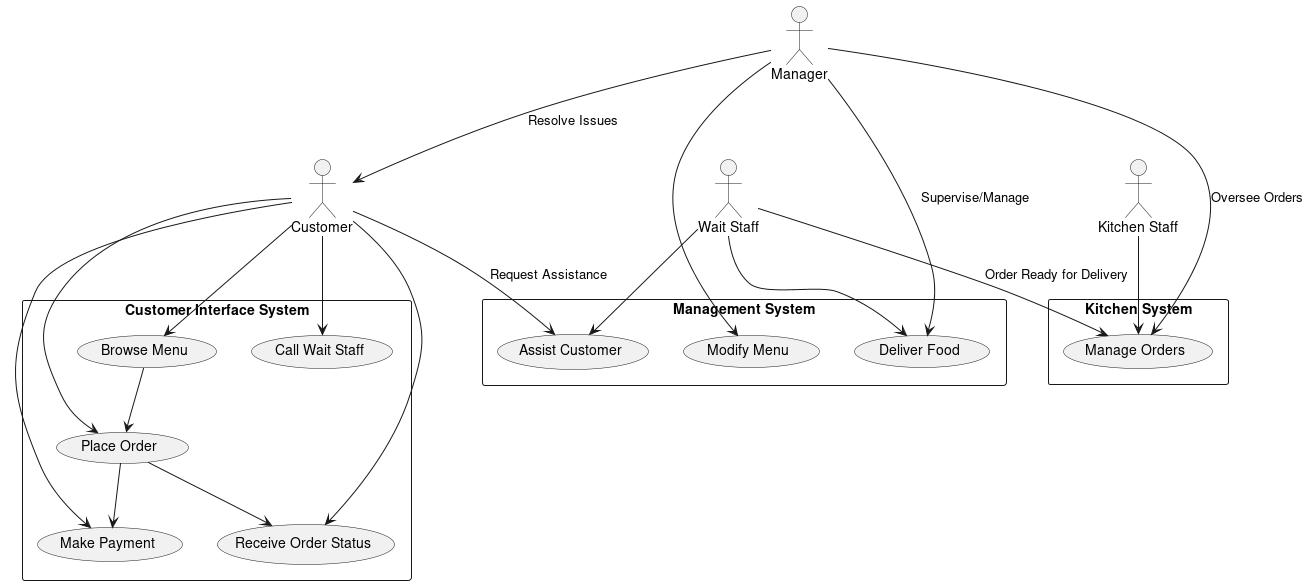 Manager
Resolve Issues
Supervise/Manage
Oversee Orders
Customer
Wait Staff
Kitchen Staff
Request Assistance
Order Ready for Delivery
Customer Interface System
Management System
Kitchen System
Browse Menu
Call Wait Staff
Assist Customer
Modify Menu
Deliver Food
Manage Orders
Place Order
Make Payment
Receive Order Status